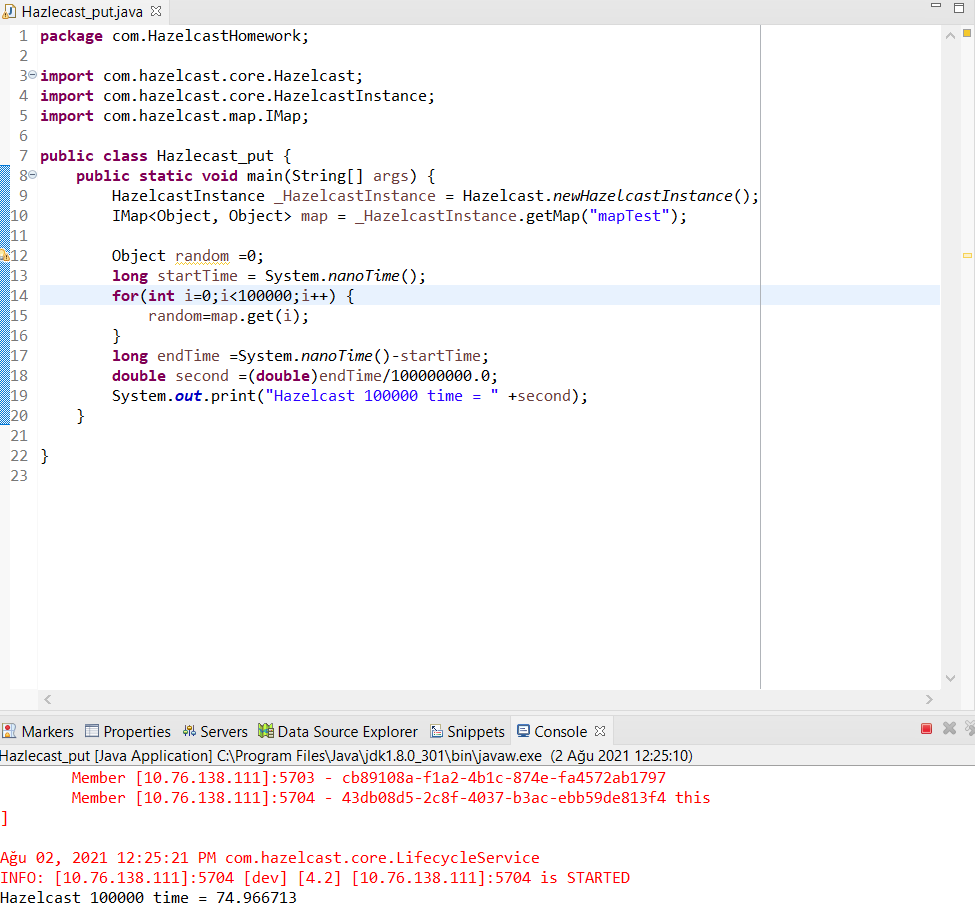 Hazlecast_put.java
1 package com.HazelcastHomework;
2
3 import com.hazelcast.core.Hazelcast;
4 import com.hazelcast.core.HazelcastInstance;
5 import com.hazelcast.map.IMap;
6
7 public class Hazlecast_put {
8     public static void main(String[] args) {
9         HazelcastInstance _HazelcastInstance = Hazelcast.newHazelcastInstance();
10         IMap<Object, Object> map = _HazelcastInstance.getMap("mapTest");
11
12         Object random =0;
13         long startTime = System.nanoTime();
14         for(int i=0;i<100000;i++) {
15             random=map.get(i);
16         }
17         long endTime =System.nanoTime()-startTime;
18         double second =(double)endTime/100000000.0;
19         System.out.print("Hazelcast 100000 time = " +second);
20     }
21
22 }
23
Markers Properties Servers Data Source Explorer Snippets Console
Hazlecast_put [Java Application] C:\Program Files\Java\jdk1.8.0_301\bin\javaw.exe (2 Ağu 2021 12:25:10)
Member [10.76.138.111]:5703 - cb89108a-f1a2-4b1c-874e-fa4572ab1797
Member [10.76.138.111]:5704 - 43db08d5-2c8f-4037-b3ac-ebb59de813f4 this
]
Ağu 02, 2021 12:25:21 PM com.hazelcast.core.LifecycleService
INFO: [10.76.138.111]:5704 [dev] [4.2] [10.76.138.111]:5704 is STARTED
Hazelcast 100000 time = 74.966713